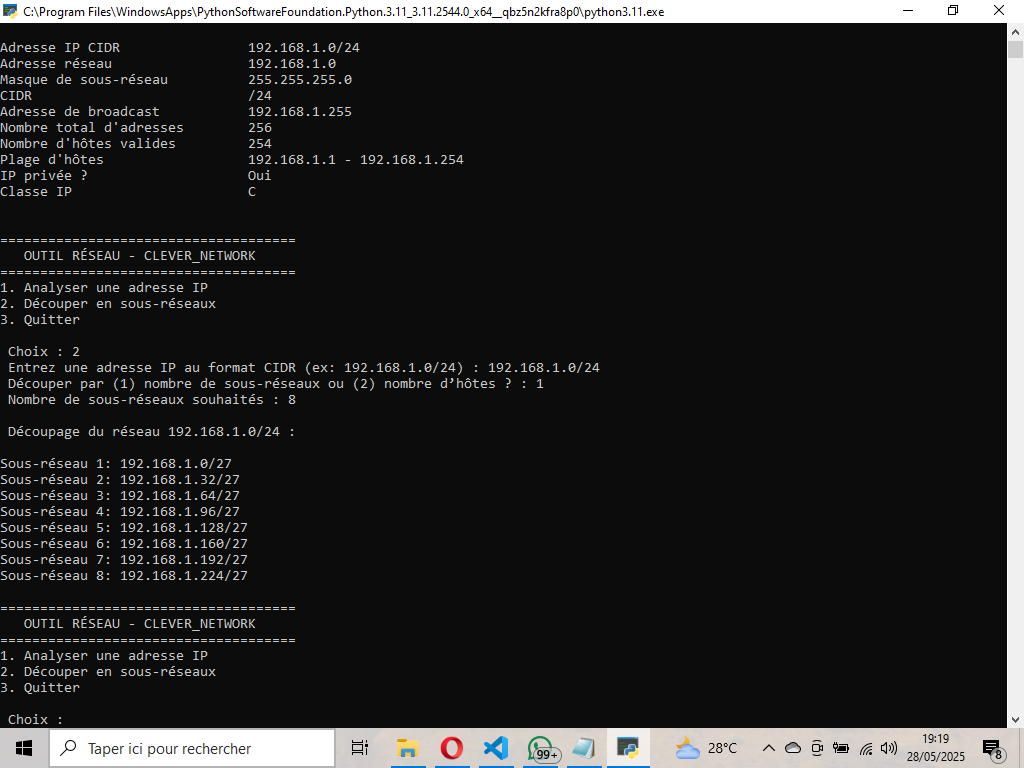 C:\Program Files\WindowsApps\PythonSoftwareFoundation.Python.3.11_3.11.2544.0_x64__qbz5n2kfra8p0\python3.11.exe
Adresse IP CIDR 192.168.1.0/24
Adresse réseau 192.168.1.0
Masque de sous-réseau 255.255.255.0
CIDR /24
Adresse de broadcast 192.168.1.255
Nombre total d'adresses 256
Nombre d'hôtes valides 254
Plage d'hôtes 192.168.1.1 - 192.168.1.254
IP privée ? Oui
Classe IP C
=====================================
OUTIL RÉSEAU - CLEVER_NETWORK
=====================================
1. Analyser une adresse IP
2. Découper en sous-réseaux
3. Quitter
Choix : 2
Entrez une adresse IP au format CIDR (ex: 192.168.1.0/24) : 192.168.1.0/24
Découper par (1) nombre de sous-réseaux ou (2) nombre d’hôtes ? : 1
Nombre de sous-réseaux souhaités : 8
Découpage du réseau 192.168.1.0/24 :
Sous-réseau 1: 192.168.1.0/27
Sous-réseau 2: 192.168.1.32/27
Sous-réseau 3: 192.168.1.64/27
Sous-réseau 4: 192.168.1.96/27
Sous-réseau 5: 192.168.1.128/27
Sous-réseau 6: 192.168.1.160/27
Sous-réseau 7: 192.168.1.192/27
Sous-réseau 8: 192.168.1.224/27
=====================================
OUTIL RÉSEAU - CLEVER_NETWORK
=====================================
1. Analyser une adresse IP
2. Découper en sous-réseaux
3. Quitter
Choix :
Taper ici pour rechercher
99+
28°C
19:19
28/05/2025
8